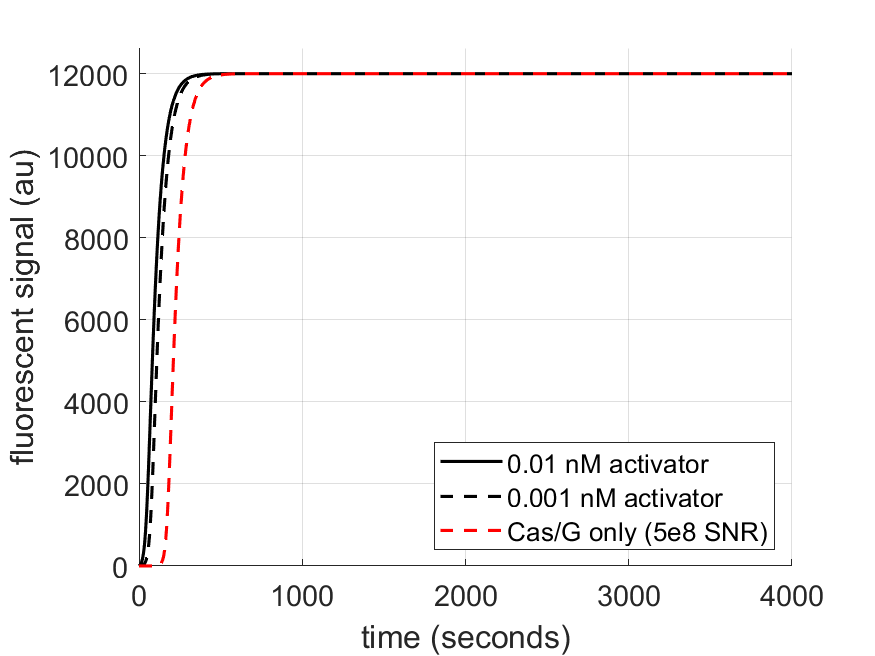 12000
10000
8000
6000
4000
2000
0
fluorescent signal (au)
0.01 nM activator
0.001 nM activator
Cas/G only (5e8 SNR)
0 1000 2000 3000 4000
time (seconds)